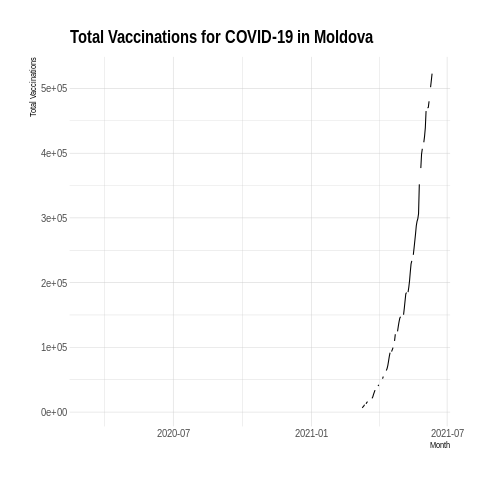 Total Vaccinations for COVID-19 in Moldova
Total Vaccinations
5e+05
4e+05
3e+05
2e+05
1e+05
0e+00
2020-07
2021-01
2021-07
Month